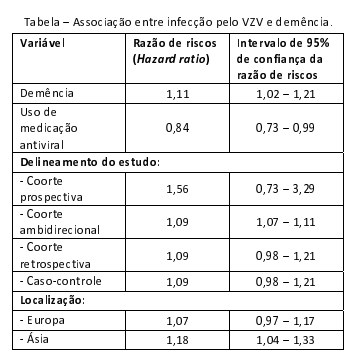 Tabela – Associação entre infecção pelo VZV e demência.
Variável Razão de riscos (Hazard ratio) Intervalo de 95% de confiança da razão de riscos
Demência 1,11 1,02 – 1,21
Uso de medicação antiviral 0,84 0,73 – 0,99
Delineamento do estudo:
- Coorte prospectiva 1,56 0,73 – 3,29
- Coorte ambidirecional 1,09 1,07 – 1,11
- Coorte retrospectiva 1,09 0,98 – 1,21
- Caso-controle 1,09 0,98 – 1,21
Localização:
- Europa 1,07 0,97 – 1,17
- Ásia 1,18 1,04 – 1,33